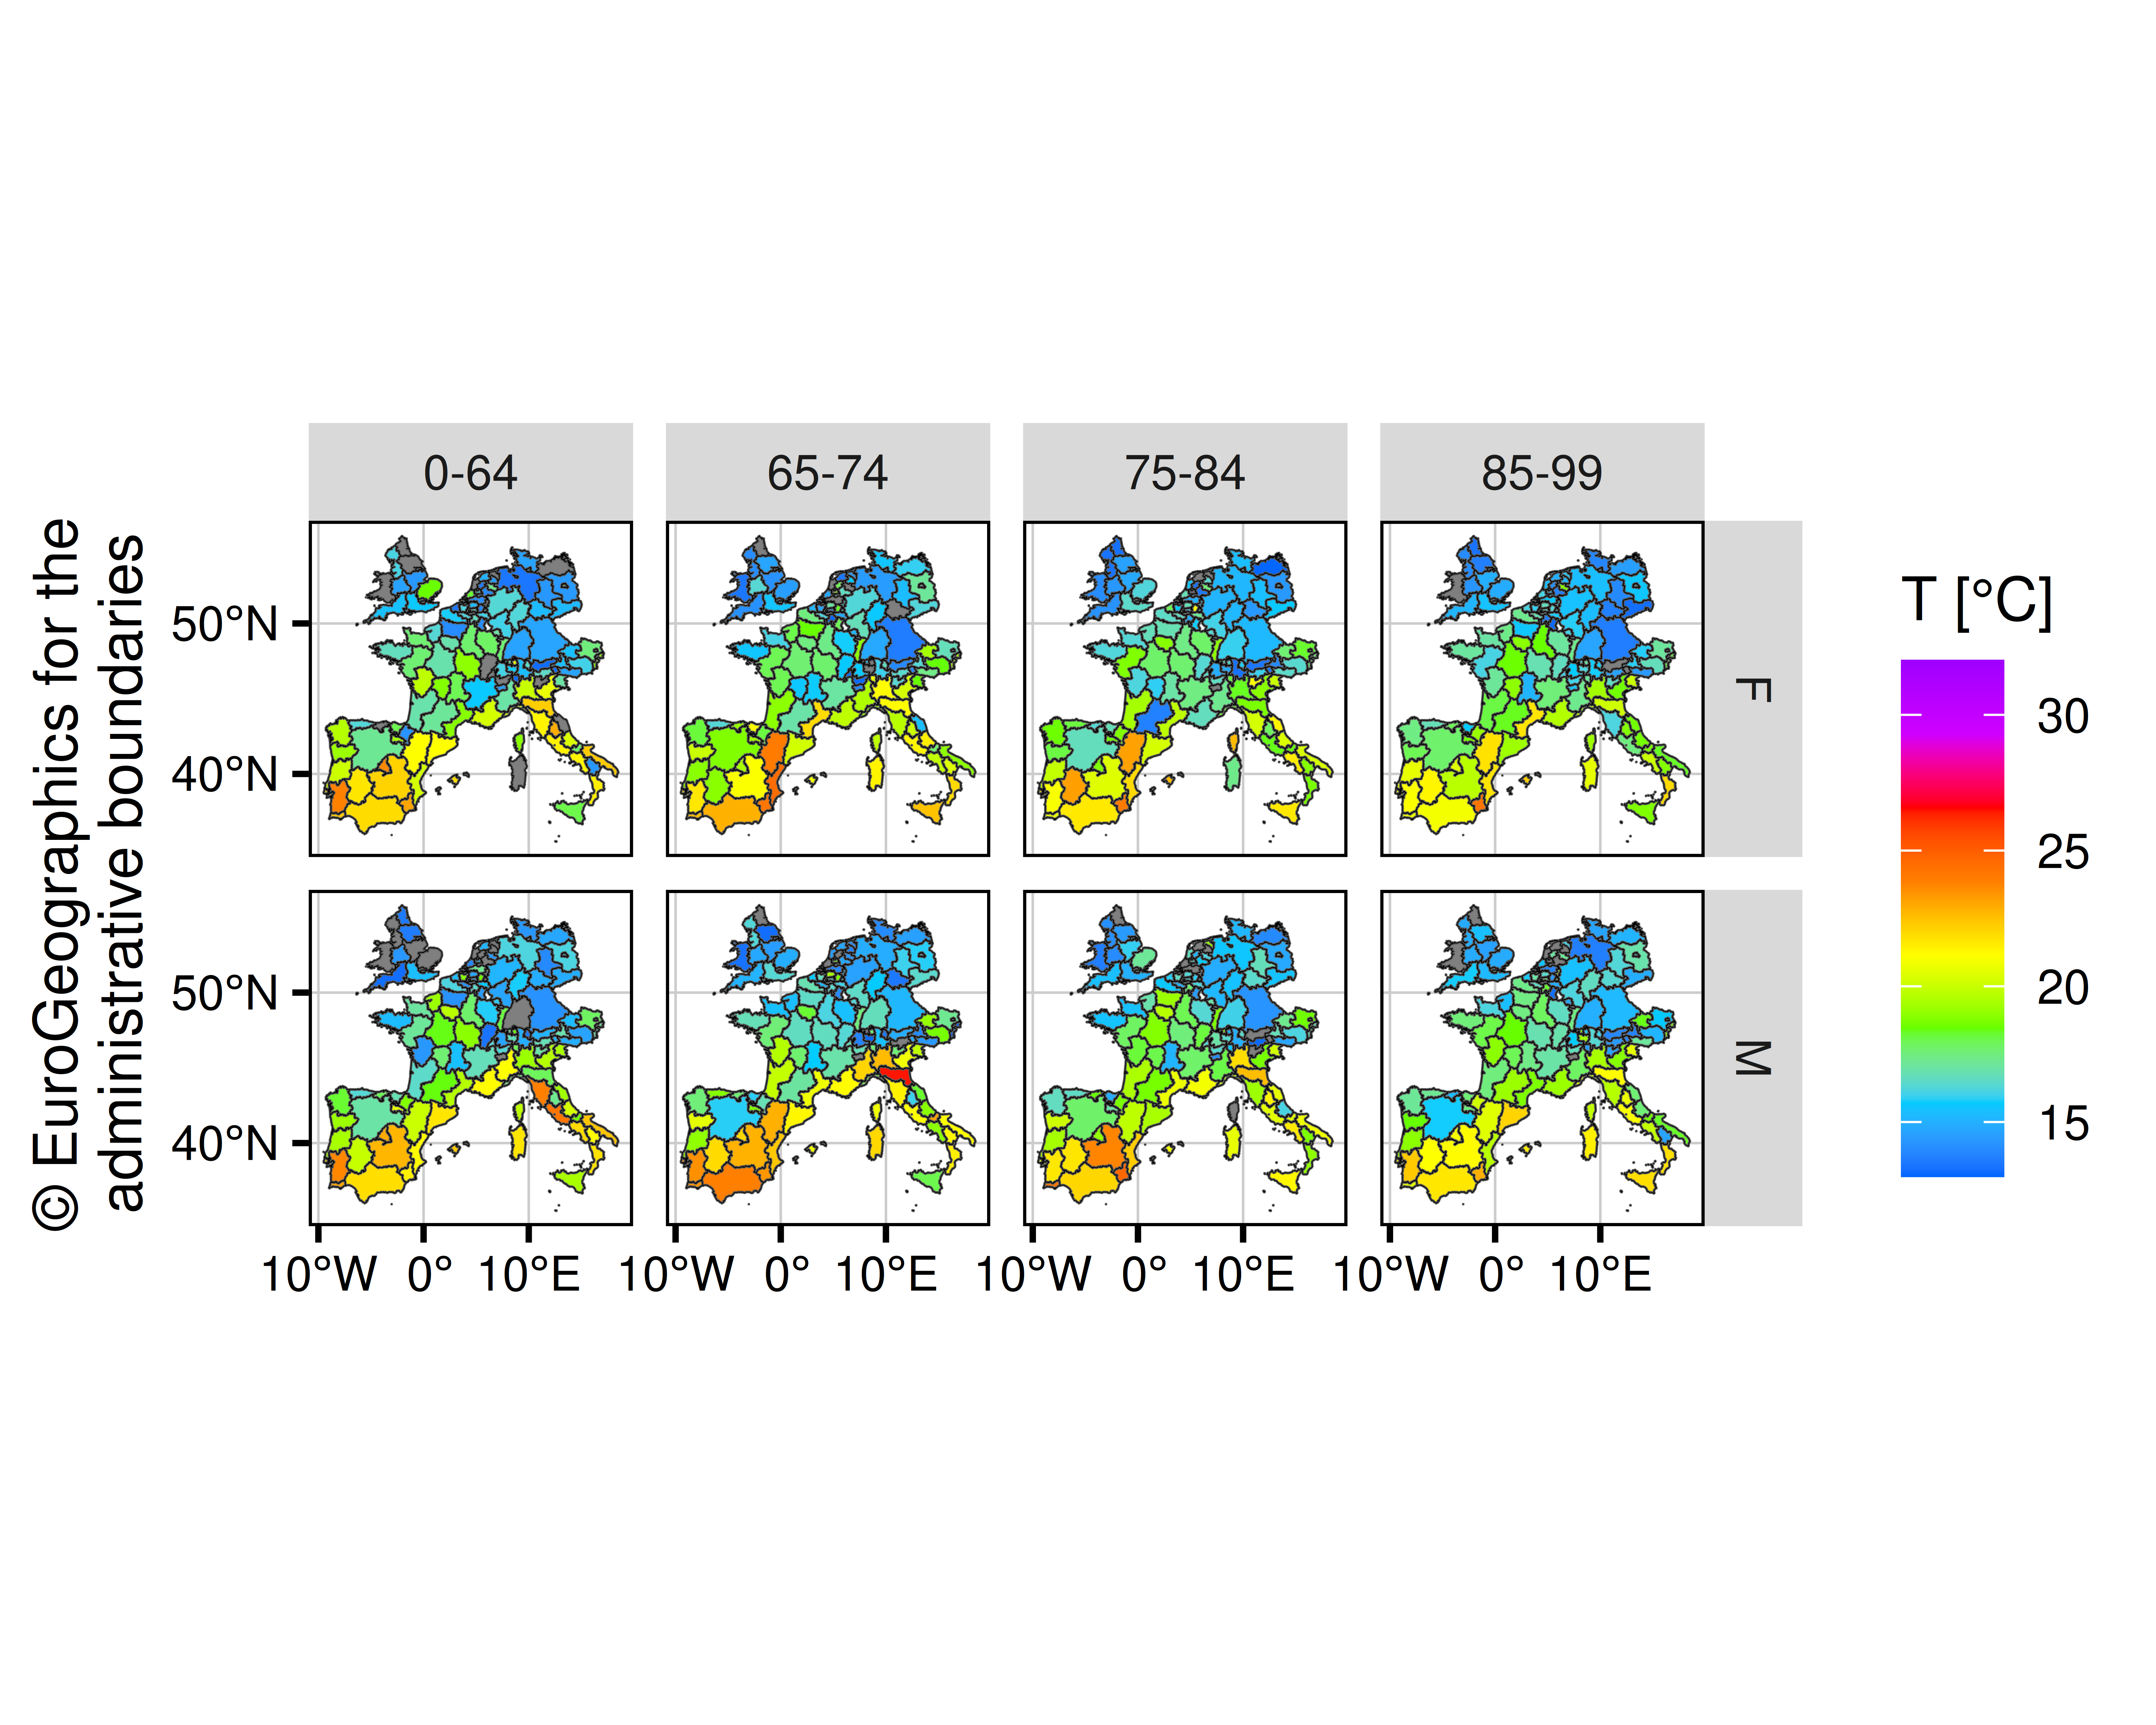 © EuroGeographics for the
administrative boundaries
0-64
65-74
75-84
85-99
F
M
50°N
40°N
50°N
40°N
10°W 0° 10°E
10°W 0° 10°E
10°W 0° 10°E
10°W 0° 10°E
T [°C]
30
25
20
15